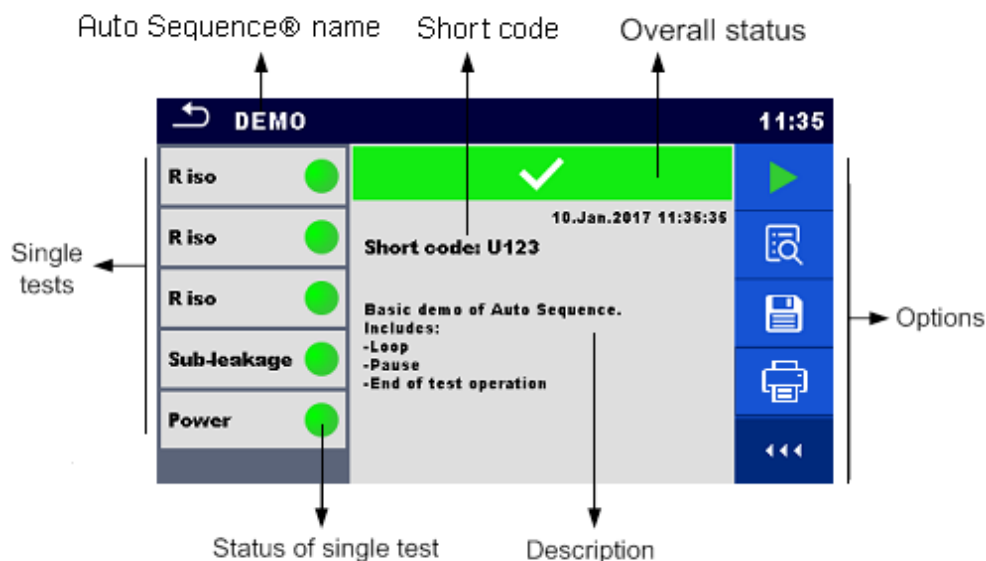 Auto Sequence® name
Short code
Overall status
DEMO
11:35
R iso
R iso
R iso
Sub-leakage
Power
10.Jan.2017 11:35:35
Short code: U123
Basic demo of Auto Sequence.
Includes:
-Loop
-Pause
-End of test operation
Single
tests
Options
Status of single test
Description